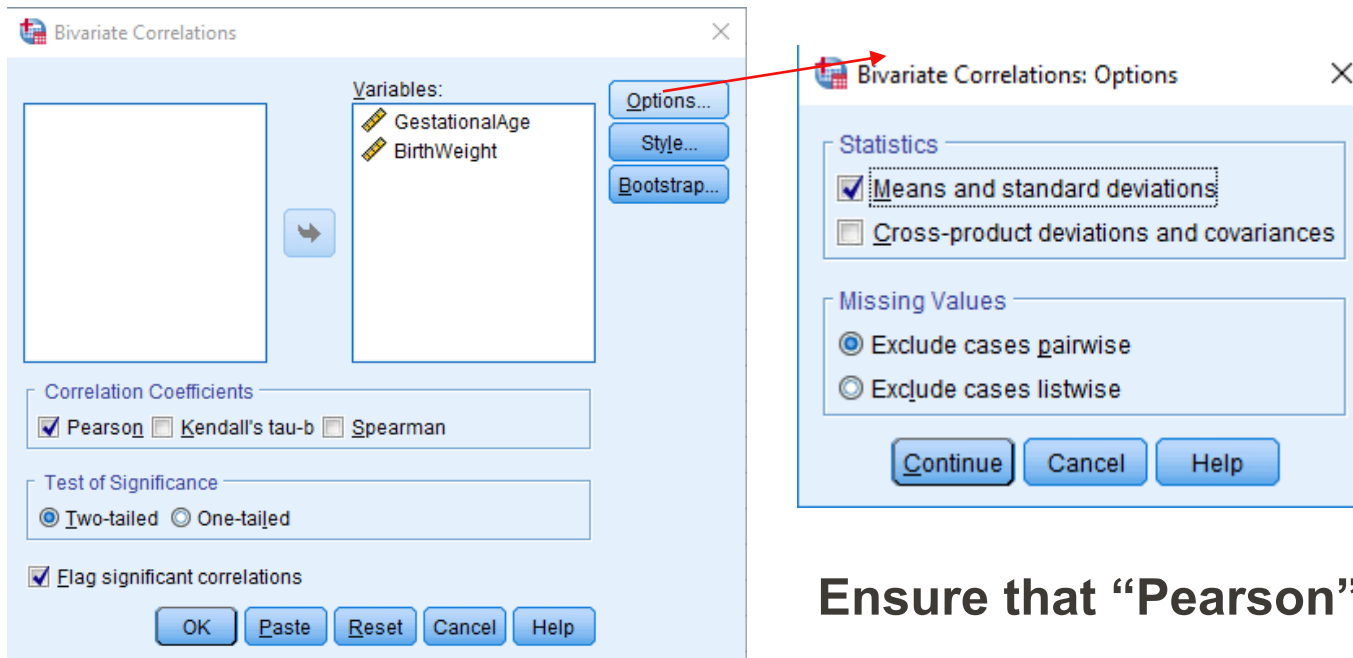 Bivariate Correlations
Variables:
GestationalAge
BirthWeight
Options...
Style...
Bootstrap...
Correlation Coefficients
Pearson Kendall's tau-b Spearman
Test of Significance
Two-tailed One-tailed
Flag significant correlations
OK Paste Reset Cancel Help
Bivariate Correlations: Options
Statistics
Means and standard deviations
Cross-product deviations and covariances
Missing Values
Exclude cases pairwise
Exclude cases listwise
Continue Cancel Help
Ensure that “Pearson”